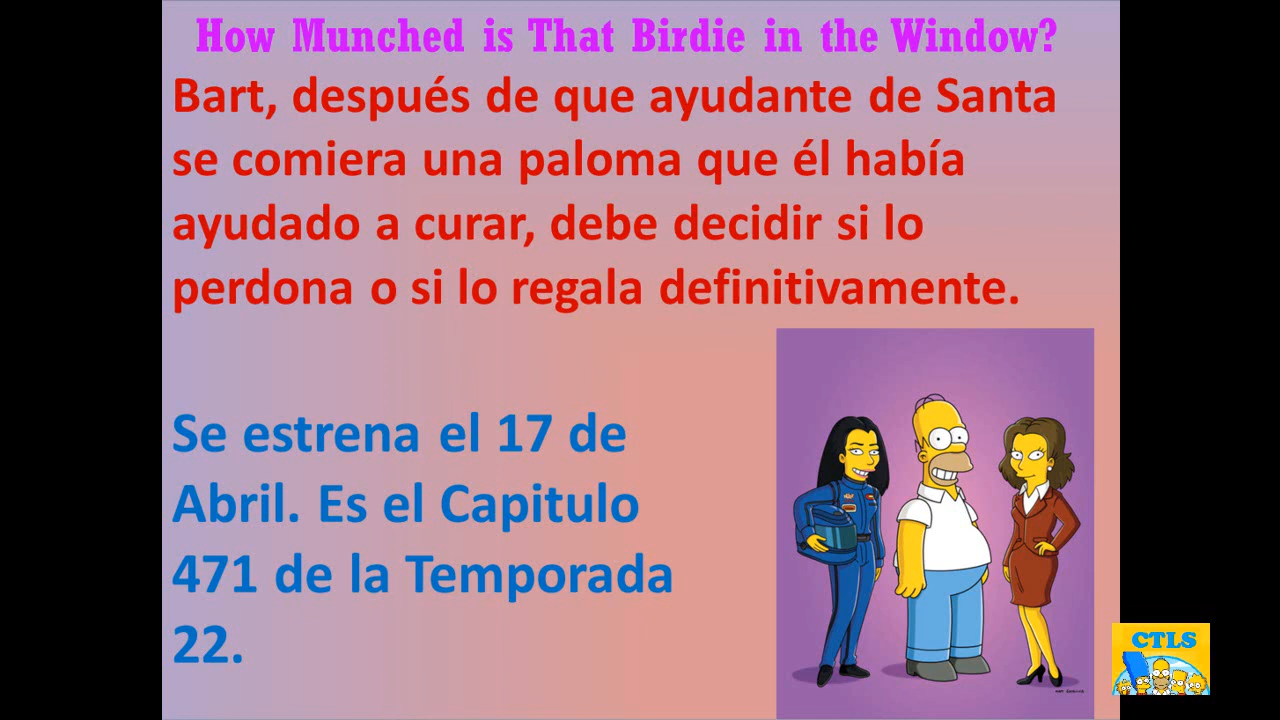 How Munched is That Birdie in the Window?
Bart, después de que ayudante de Santa
se comiera una paloma que él había
ayudado a curar, debe decidir si lo
perdona o si lo regala definitivamente.
Se estrena el 17 de
Abril. Es el Capitulo
471 de la Temporada
22.
CTLS